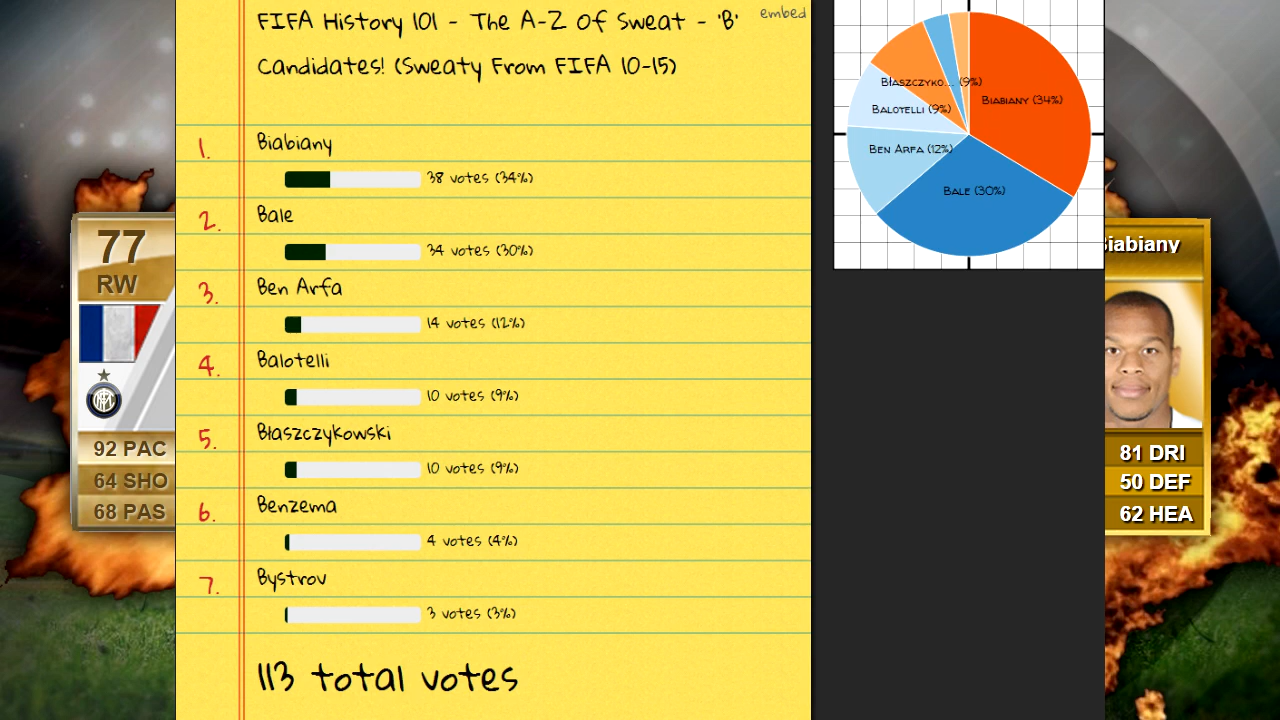 FIFA History 101 - The A-Z Of Sweat - 'B'
Candidates! (Sweaty From FIFA 10-15)
embed
1.
Biabiany
38 votes (34%)
2.
Bale
34 votes (30%)
3.
Ben Arfa
14 votes (12%)
4.
Balotelli
10 votes (9%)
5.
Błaszczykowski
10 votes (9%)
6.
Benzema
4 votes (4%)
7.
Bystrov
3 votes (3%)
113 total votes
Błaszczyko... (9%)
Biabiany (34%)
Balotelli (9%)
Ben Arfa (12%)
Bale (30%)
77
RW
92 PAC
64 SHO
68 PAS
Biabiany
81 DRI
50 DEF
62 HEA